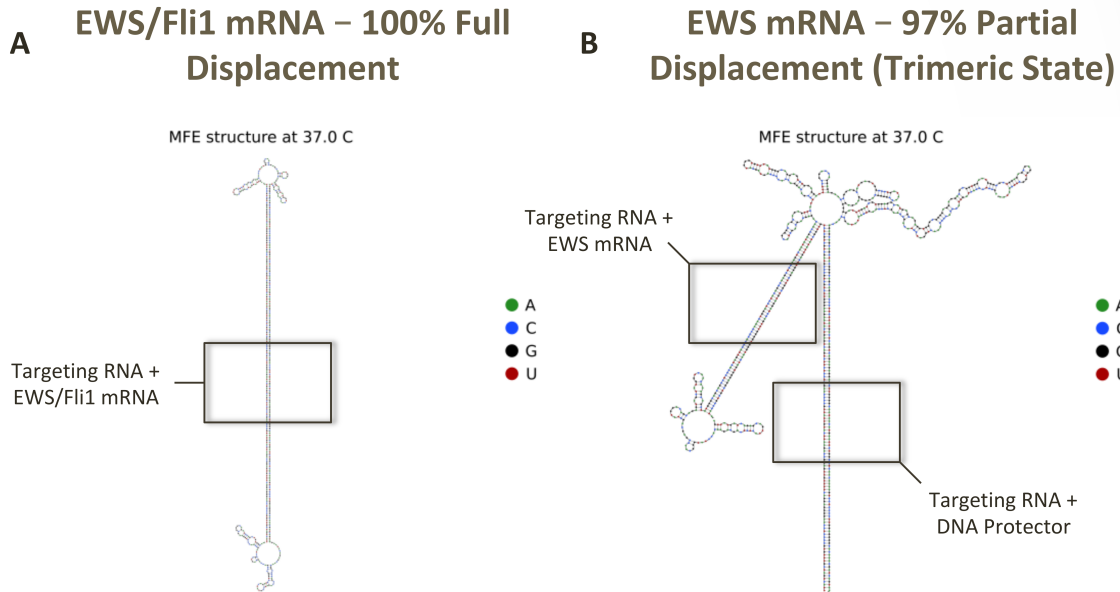 A
EWS/Fli1 mRNA – 100% Full
Displacement
MFE structure at 37.0 C
Targeting RNA +
EWS/Fli1 mRNA
A
C
G
U
B
EWS mRNA – 97% Partial
Displacement (Trimeric State)
MFE structure at 37.0 C
Targeting RNA +
EWS mRNA
Targeting RNA +
DNA Protector